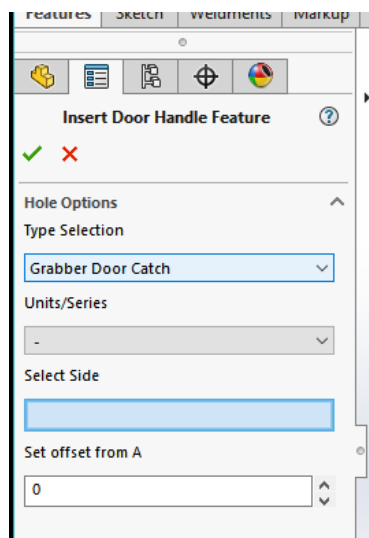 Features Sketch Weldments Markup
Insert Door Handle Feature ?
Hole Options
Type Selection
Grabber Door Catch
Units/Series
-
Select Side
Set offset from A
0